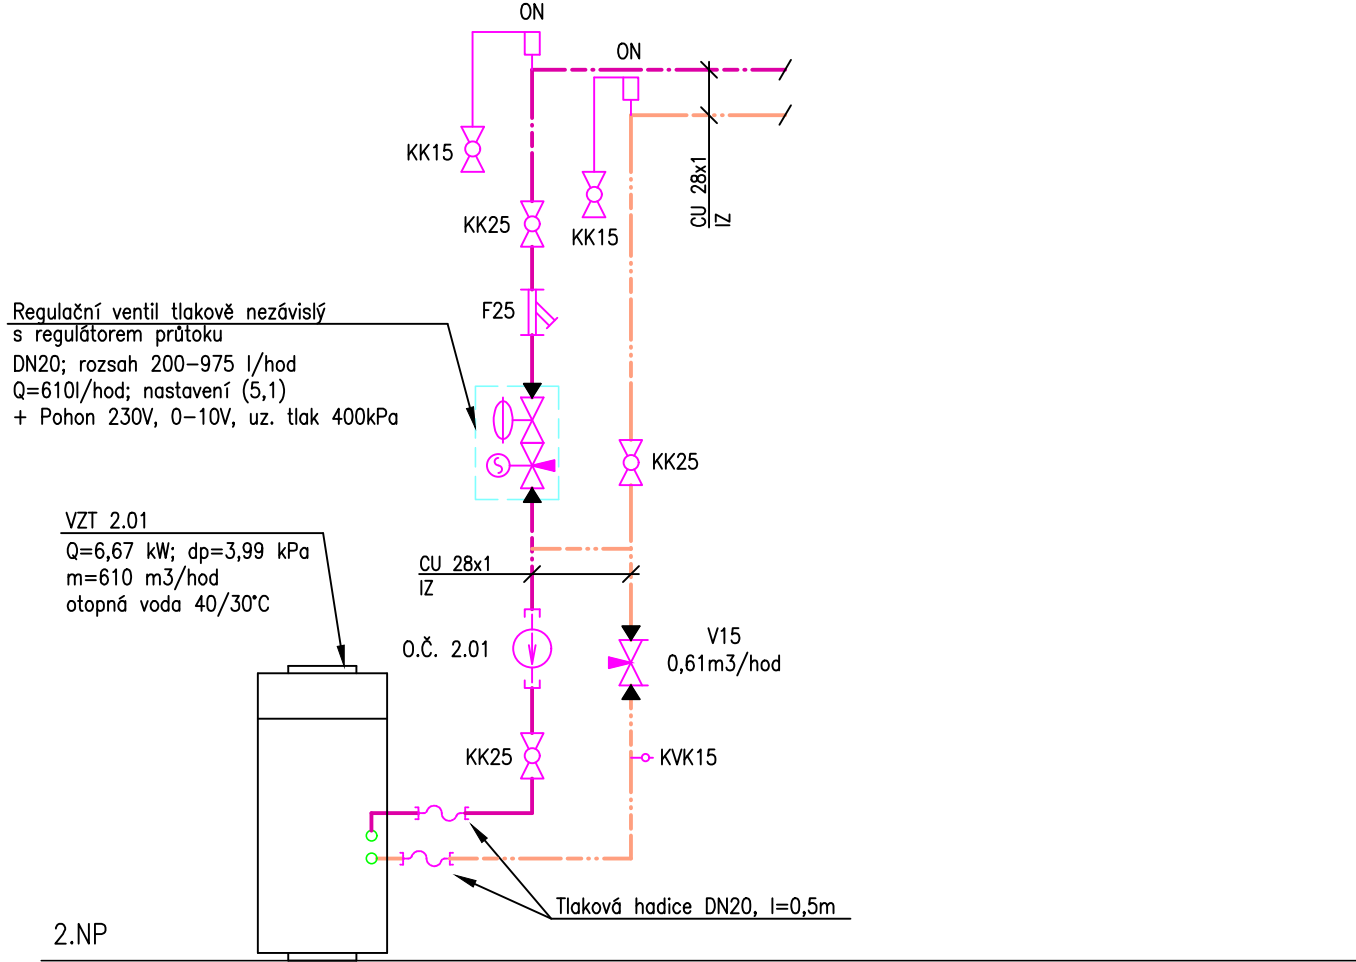 ON
ON
KK15
CU 28x1
IZ
KK25
KK15
Regulační ventil tlakově nezávislý
s regulátorem průtoku
DN20; rozsah 200-975 l/hod
Q=610l/hod; nastavení (5,1)
+ Pohon 230V, 0-10V, uz. tlak 400kPa
F25
KK25
VZT 2.01
Q=6,67 kW; dp=3,99 kPa
m=610 m3/hod
otopná voda 40/30°C
CU 28x1
IZ
O.Č. 2.01
V15
0,61m3/hod
KK25
KVK15
Tlaková hadice DN20, l=0,5m
2.NP